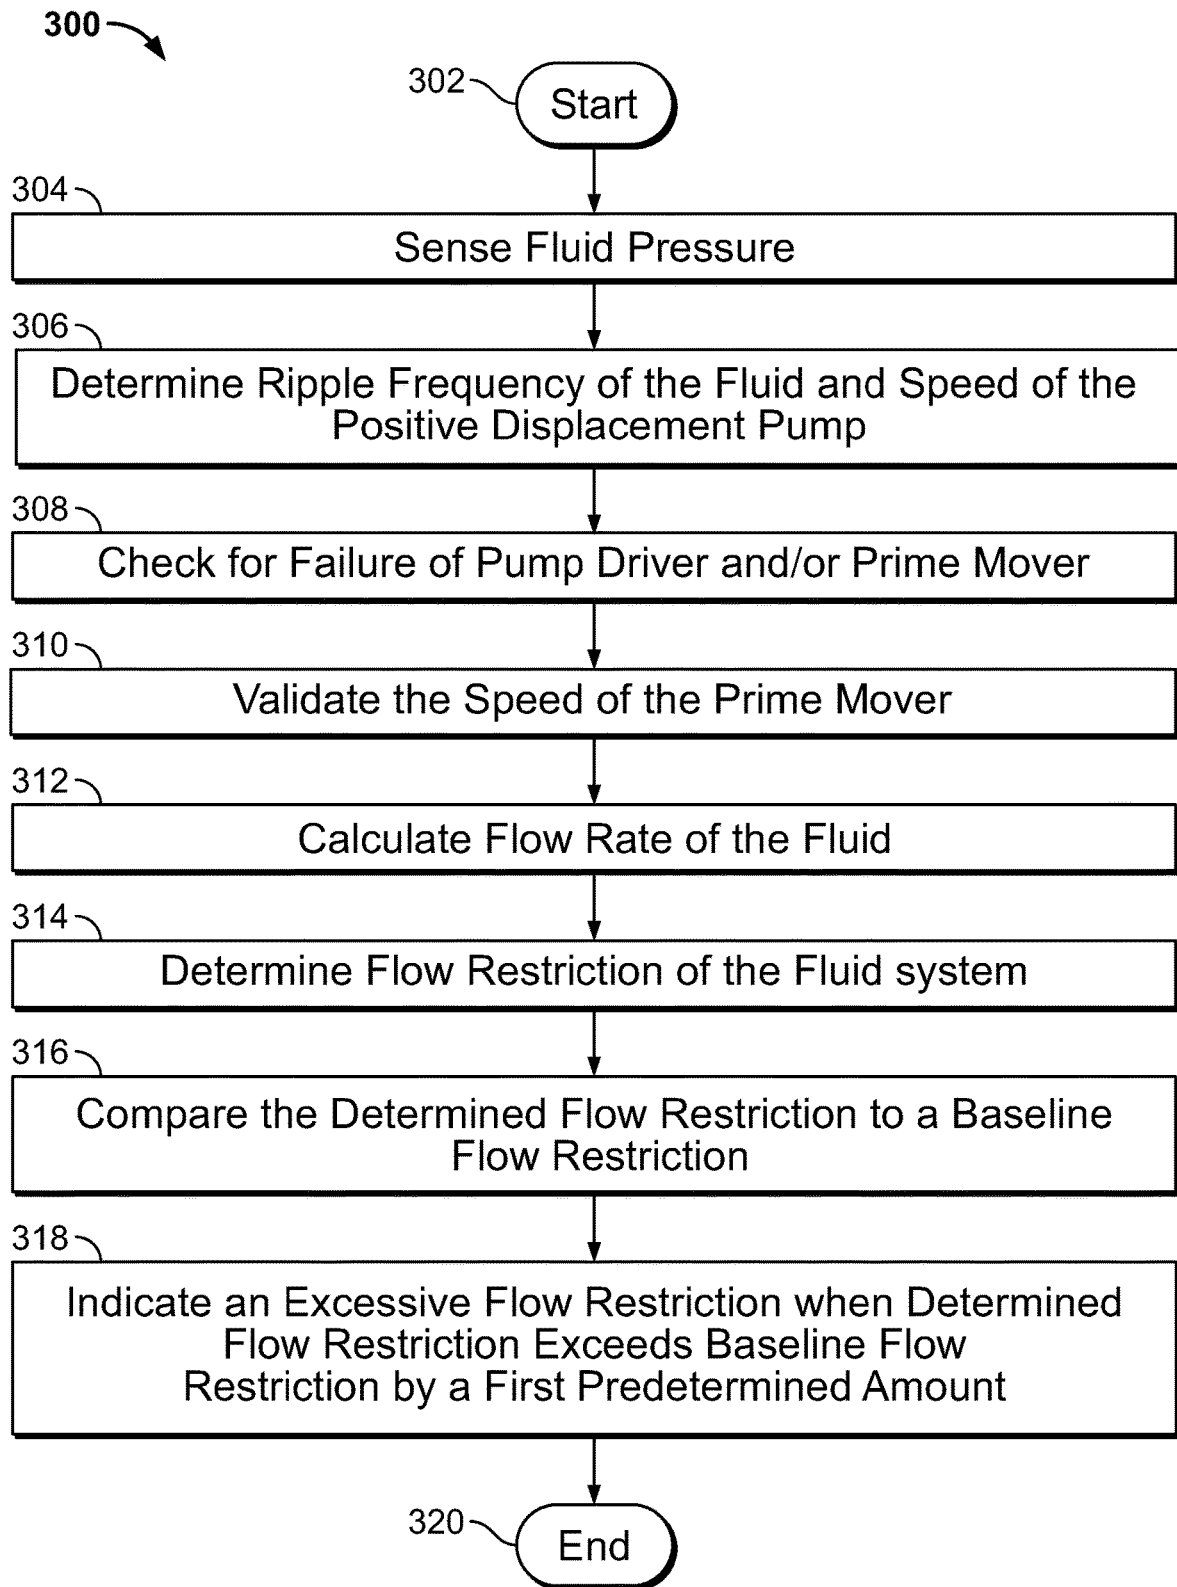 300
302
Start
304
Sense Fluid Pressure
306
Determine Ripple Frequency of the Fluid and Speed of the
Positive Displacement Pump
308
Check for Failure of Pump Driver and/or Prime Mover
310
Validate the Speed of the Prime Mover
312
Calculate Flow Rate of the Fluid
314
Determine Flow Restriction of the Fluid system
316
Compare the Determined Flow Restriction to a Baseline
Flow Restriction
318
Indicate an Excessive Flow Restriction when Determined
Flow Restriction Exceeds Baseline Flow
Restriction by a First Predetermined Amount
320
End